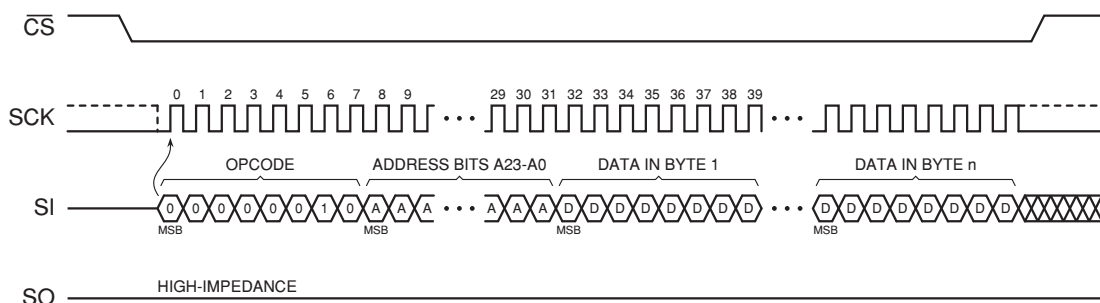 CS
SCK
0 1 2 3 4 5 6 7 8 9 29 30 31 32 33 34 35 36 37 38 39
OPCODE ADDRESS BITS A23-A0 DATA IN BYTE 1 DATA IN BYTE n
SI
0 0 0 0 0 0 1 0 A A A A A A D D D D D D D D D D D D D D D D
MSB MSB MSB MSB
HIGH-IMPEDANCE
SO